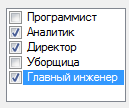 Программист
Аналитик
Директор
Уборщица
Главный инженер